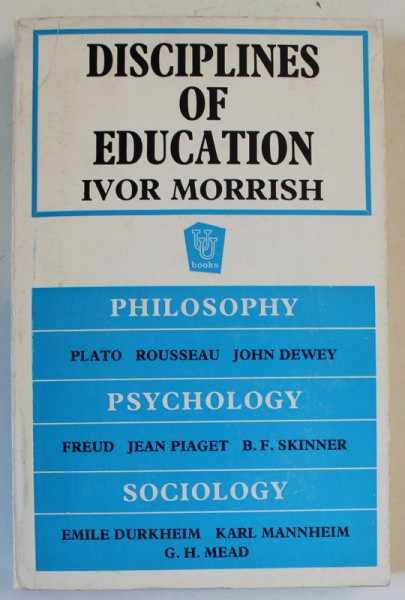 DISCIPLINES
OF
EDUCATION
IVOR MORRISH
UU
books
PHILOSOPHY
PLATO ROUSSEAU JOHN DEWEY
PSYCHOLOGY
FREUD JEAN PIAGET B. F. SKINNER
SOCIOLOGY
EMILE DURKHEIM KARL MANNHEIM
G. H. MEAD